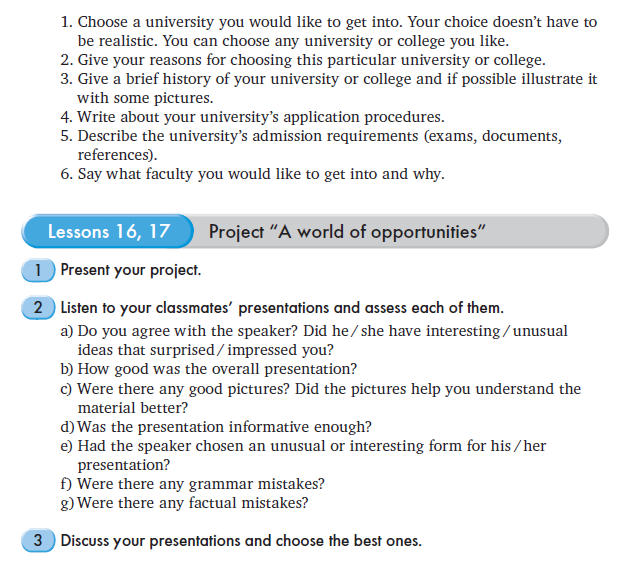 1. Choose a university you would like to get into. Your choice doesn’t have to
be realistic. You can choose any university or college you like.
2. Give your reasons for choosing this particular university or college.
3. Give a brief history of your university or college and if possible illustrate it
with some pictures.
4. Write about your university’s application procedures.
5. Describe the university’s admission requirements (exams, documents,
references).
6. Say what faculty you would like to get into and why.
Lessons 16, 17 Project “A world of opportunities”
1 Present your project.
2 Listen to your classmates’ presentations and assess each of them.
a) Do you agree with the speaker? Did he/she have interesting/unusual
ideas that surprised/impressed you?
b) How good was the overall presentation?
c) Were there any good pictures? Did the pictures help you understand the
material better?
d) Was the presentation informative enough?
e) Had the speaker chosen an unusual or interesting form for his/her
presentation?
f) Were there any grammar mistakes?
g) Were there any factual mistakes?
3 Discuss your presentations and choose the best ones.